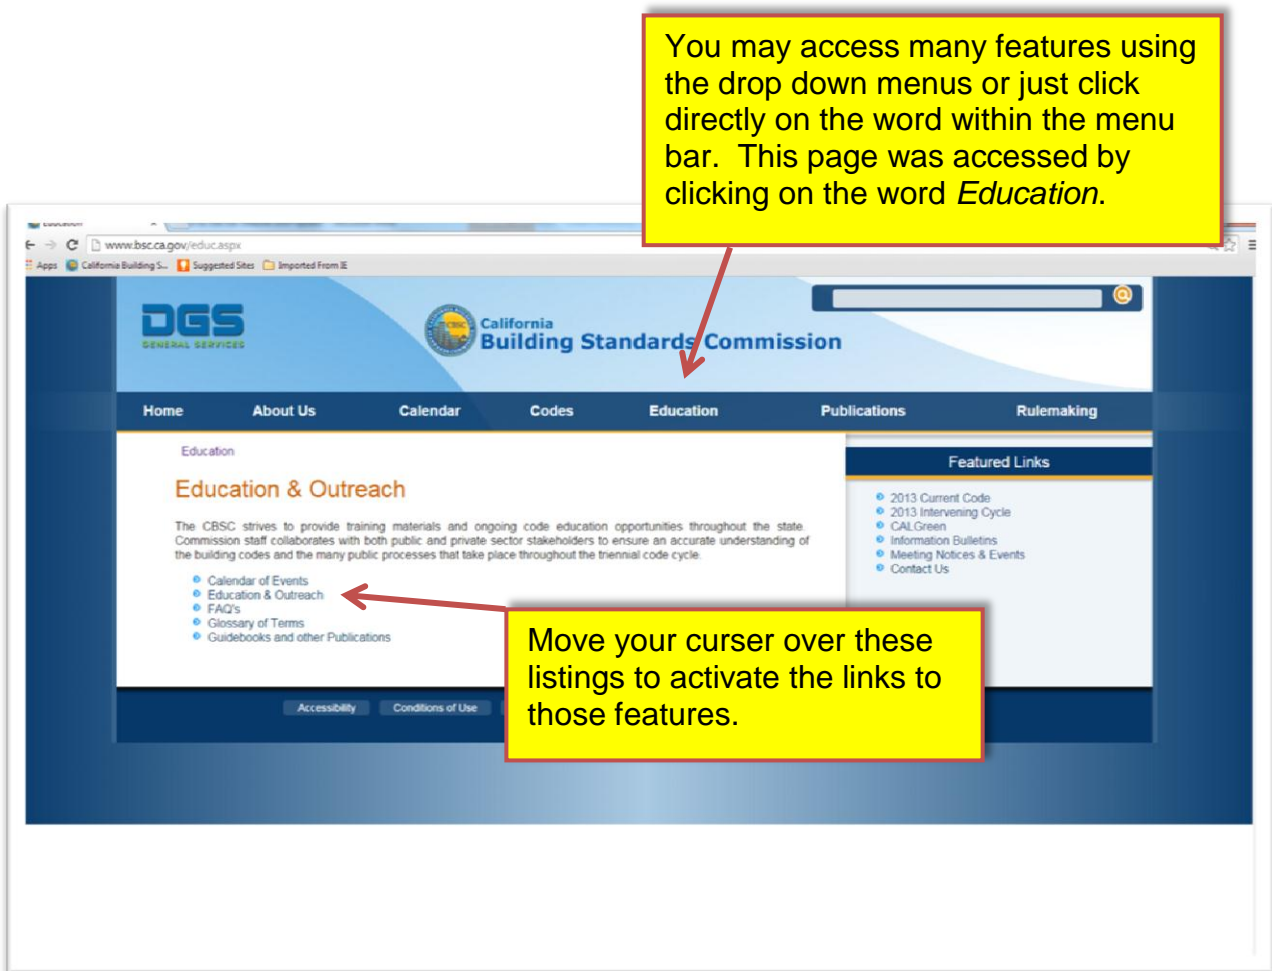 You may access many features using
the drop down menus or just click
directly on the word within the menu
bar.  This page was accessed by
clicking on the word Education.
Education
www.bsc.ca.gov/educ.aspx
Apps California Building S... Suggested Sites Imported From IE
DGS
GENERAL SERVICES
CBSC
California
Building Standards Commission
Home About Us Calendar Codes Education Publications Rulemaking
Education
Education & Outreach
The CBSC strives to provide training materials and ongoing code education opportunities throughout the state.
Commission staff collaborates with both public and private sector stakeholders to ensure an accurate understanding of
the building codes and the many public processes that take place throughout the triennial code cycle.
Calendar of Events
Education & Outreach
FAQ's
Glossary of Terms
Guidebooks and other Publications
Featured Links
2013 Current Code
2013 Intervening Cycle
CALGreen
Information Bulletins
Meeting Notices & Events
Contact Us
Move your curser over these
listings to activate the links to
those features.
Accessibility Conditions of Use